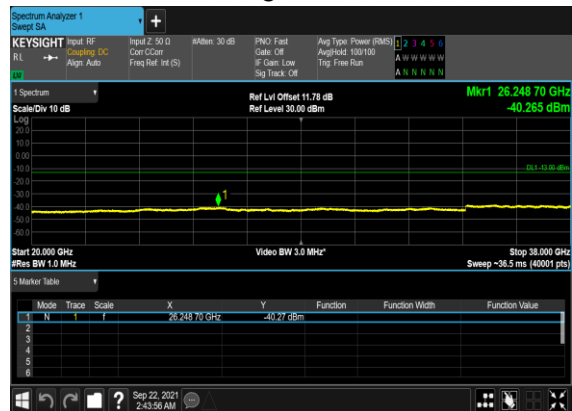 Spectrum Analyzer 1
Swept SA
+
KEYSIGHT Input: RF Input Z: 50 Ω #Atten: 30 dB PNO: Fast Avg Type: Power (RMS) 1 2 3 4 5 6
RL Coupling: DC Corr CCorr Gate: Off Avg|Hold: 100/100 A W W W W W
Align: Auto Freq Ref: Int (S) IF Gain: Low Trig: Free Run
Sig Track: Off A N N N N N
LW
1 Spectrum Ref Lvl Offset 11.78 dB Mkr1 26.248 70 GHz
Scale/Div 10 dB Ref Level 30.00 dBm -40.265 dBm
Log
20.0
10.0
0.00
-10.0
DL1 -13.00 dBm
-20.0
-30.0
1
-40.0
-50.0
-60.0
Start 20.000 GHz Video BW 3.0 MHz* Stop 38.000 GHz
#Res BW 1.0 MHz Sweep ~36.5 ms (40001 pts)
5 Marker Table
Mode Trace Scale X Y Function Function Width Function Value
1 N 1 f 26.248 70 GHz -40.27 dBm
2
3
4
5
6
? Sep 22, 2021
2:43:56 AM